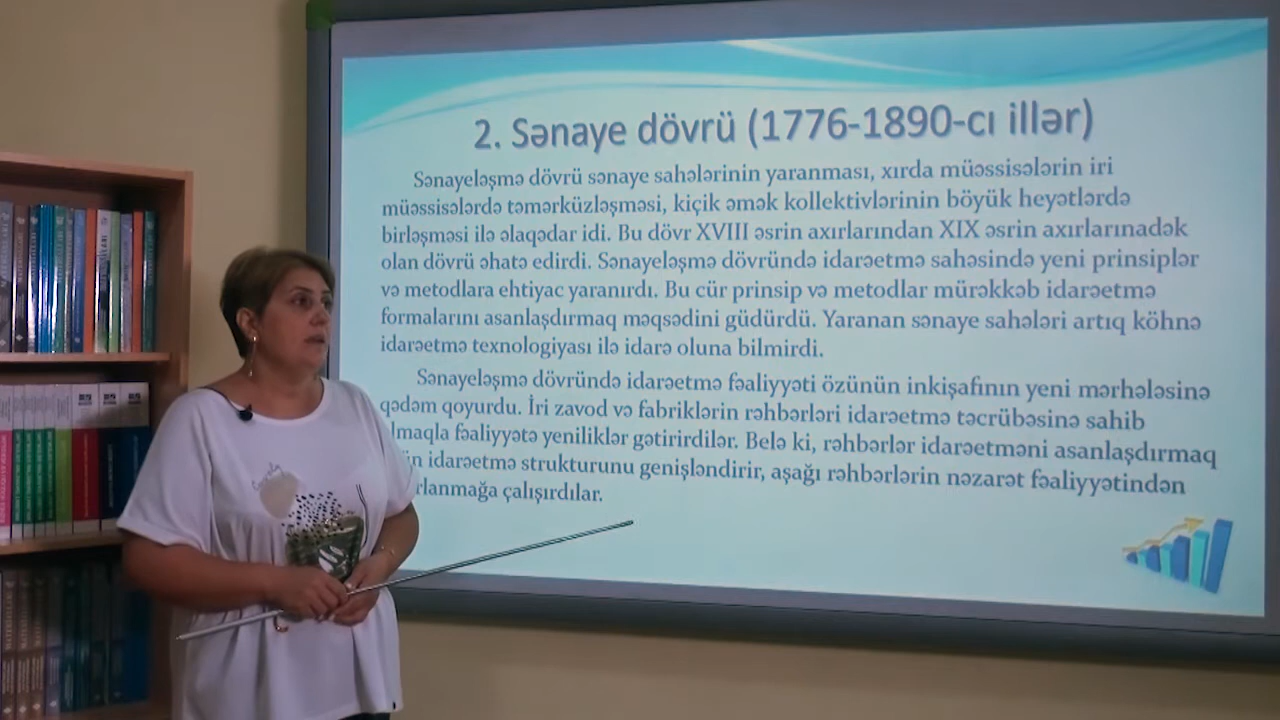 2. Sənaye dövrü (1776-1890-cı illər)
Sənayeləşmə dövrü sənaye sahələrinin yaranması, xırda müəssisələrin iri
müəssisələrdə təmərküzləşməsi, kiçik əmək kollektivlərinin böyük heyətlərdə
birləşməsi ilə əlaqədar idi. Bu dövr XVIII əsrin axırlarından XIX əsrin axırlarınadək
olan dövrü əhatə edirdi. Sənayeləşmə dövründə idarəetmə sahəsində yeni prinsiplər
və metodlara ehtiyac yaranırdı. Bu cür prinsip və metodlar mürəkkəb idarəetmə
formalarını asanlaşdırmaq məqsədini güdürdü. Yaranan sənaye sahələri artıq köhnə
idarəetmə texnologiyası ilə idarə oluna bilmirdi.
Sənayeləşmə dövründə idarəetmə fəaliyyəti özünün inkişafının yeni mərhələsinə
qədəm qoyurdu. İri zavod və fabriklərin rəhbərləri idarəetmə təcrübəsinə sahib
lmaqla fəaliyyətə yeniliklər gətirirdilər. Belə ki, rəhbərlər idarəetməni asanlaşdırmaq
n idarəetmə strukturunu genişləndirir, aşağı rəhbərlərin nəzarət fəaliyyətindən
rlanmağa çalışırdılar.